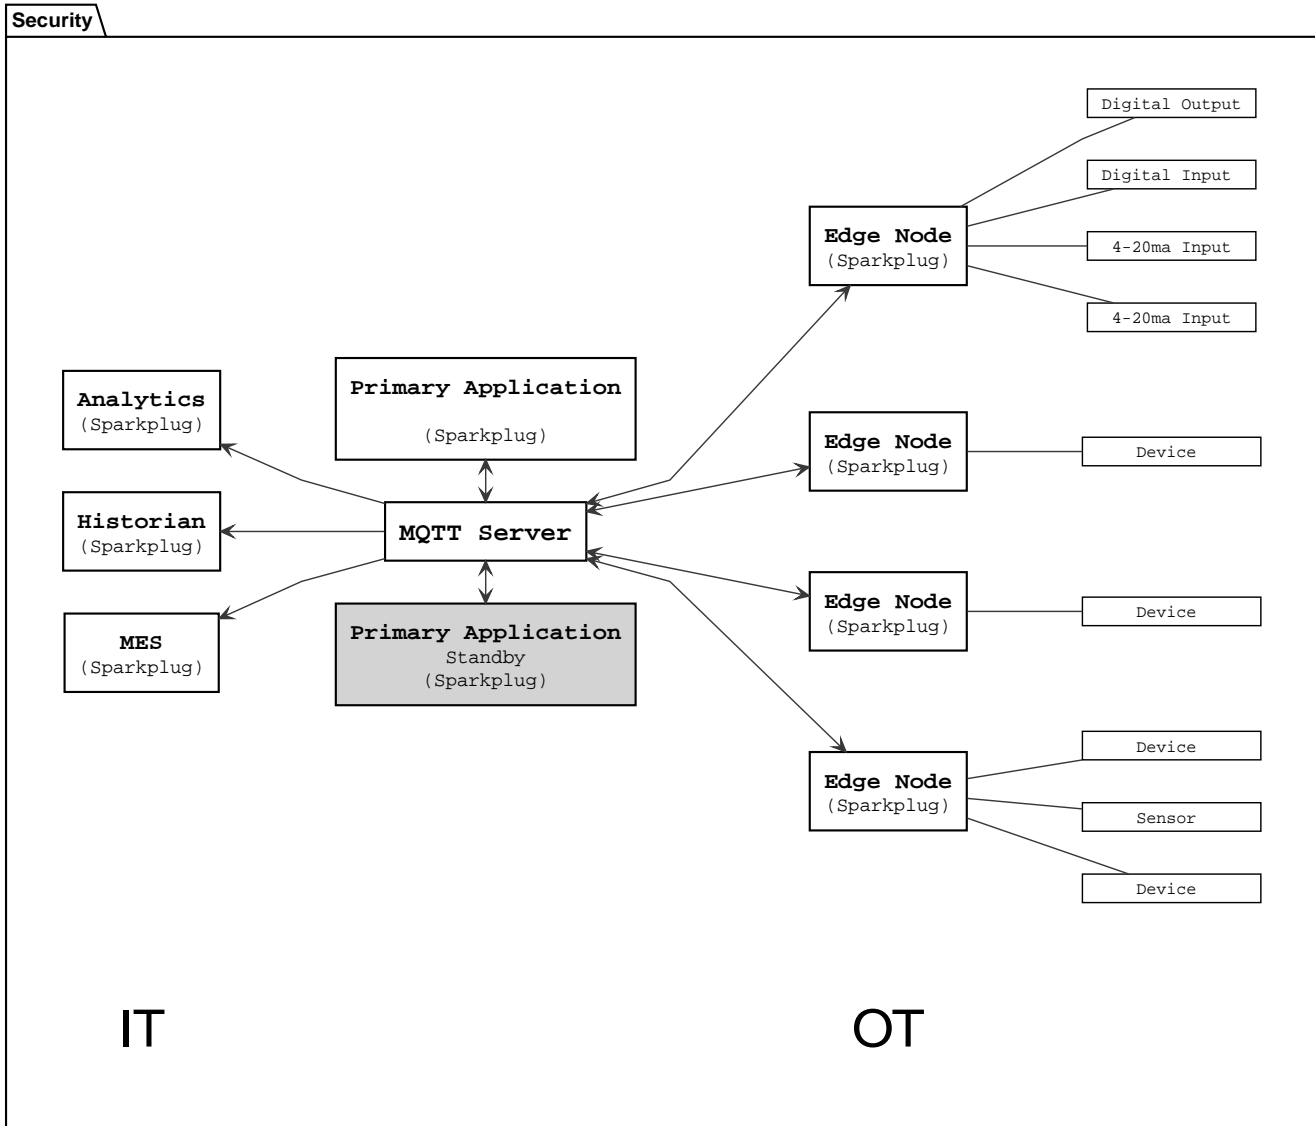 Security
Analytics
(Sparkplug)
Historian
(Sparkplug)
MES
(Sparkplug)
Primary Application
(Sparkplug)
MQTT Server
Primary Application
Standby
(Sparkplug)
Edge Node
(Sparkplug)
Digital Output
Digital Input
4-20ma Input
4-20ma Input
Edge Node
(Sparkplug)
Device
Edge Node
(Sparkplug)
Device
Edge Node
(Sparkplug)
Device
Sensor
Device
IT
OT